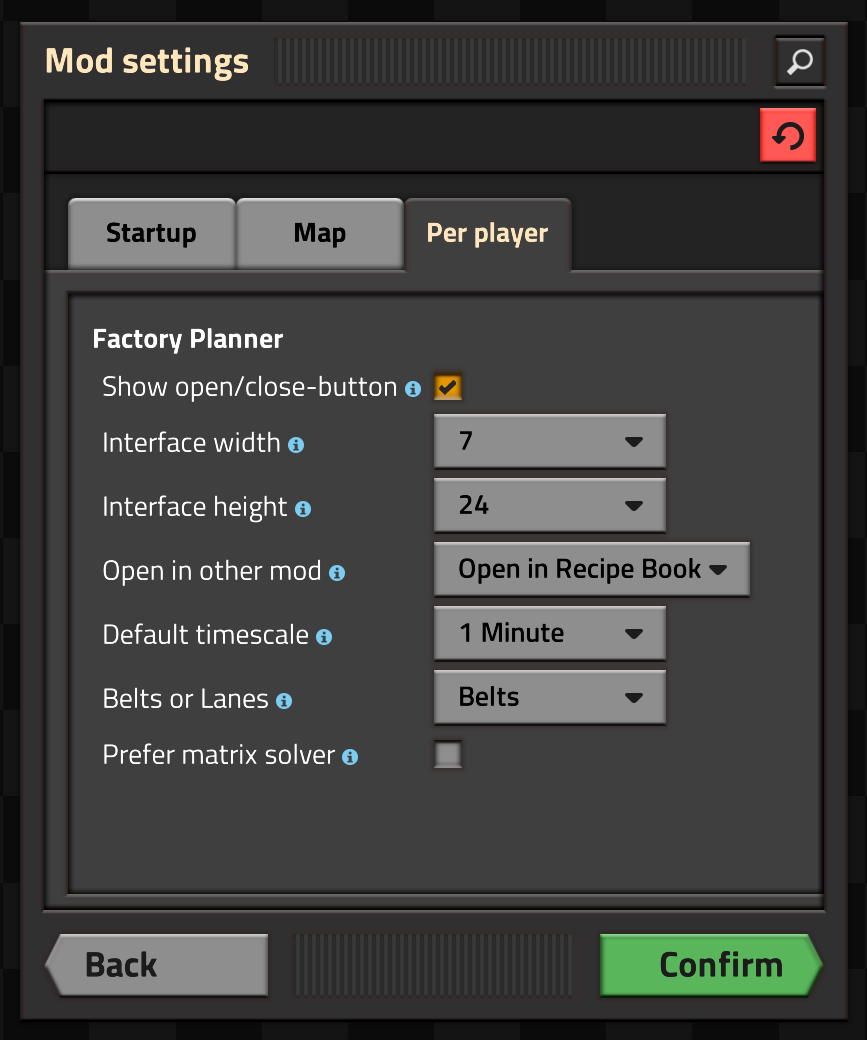 Mod settings
Startup
Map
Per player
Factory Planner
Show open/close-button
Interface width
7
Interface height
24
Open in other mod
Open in Recipe Book
Default timescale
1 Minute
Belts or Lanes
Belts
Prefer matrix solver
Back
Confirm